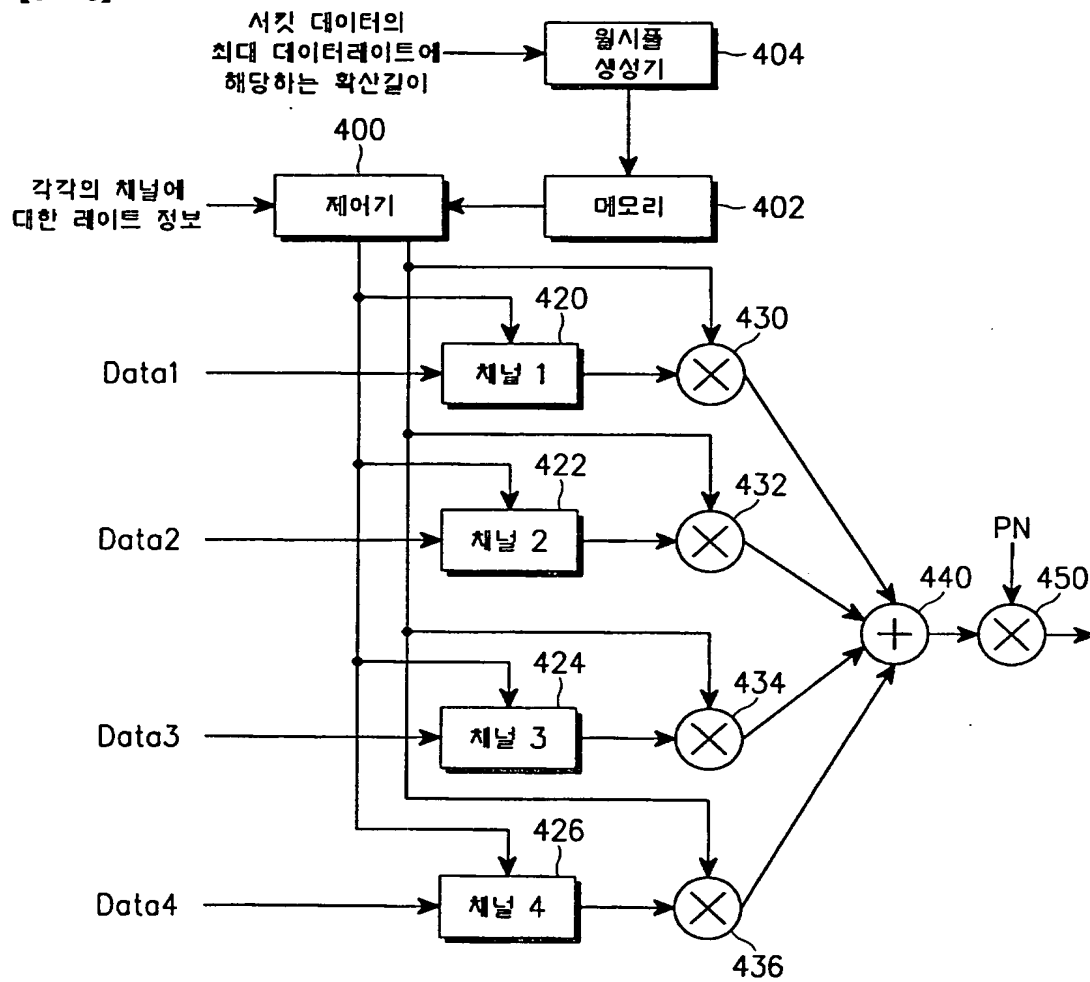 서킷 데이터의
최대 데이터레이트에
해당하는 확산길이
월시풀
생성기
404
400
각각의 채널에
대한 레이트 정보
제어기
메모리
402
420
430
Data1
채널 1
422
432
Data2
채널 2
PN
440
450
424
434
Data3
채널 3
426
Data4
채널 4
436